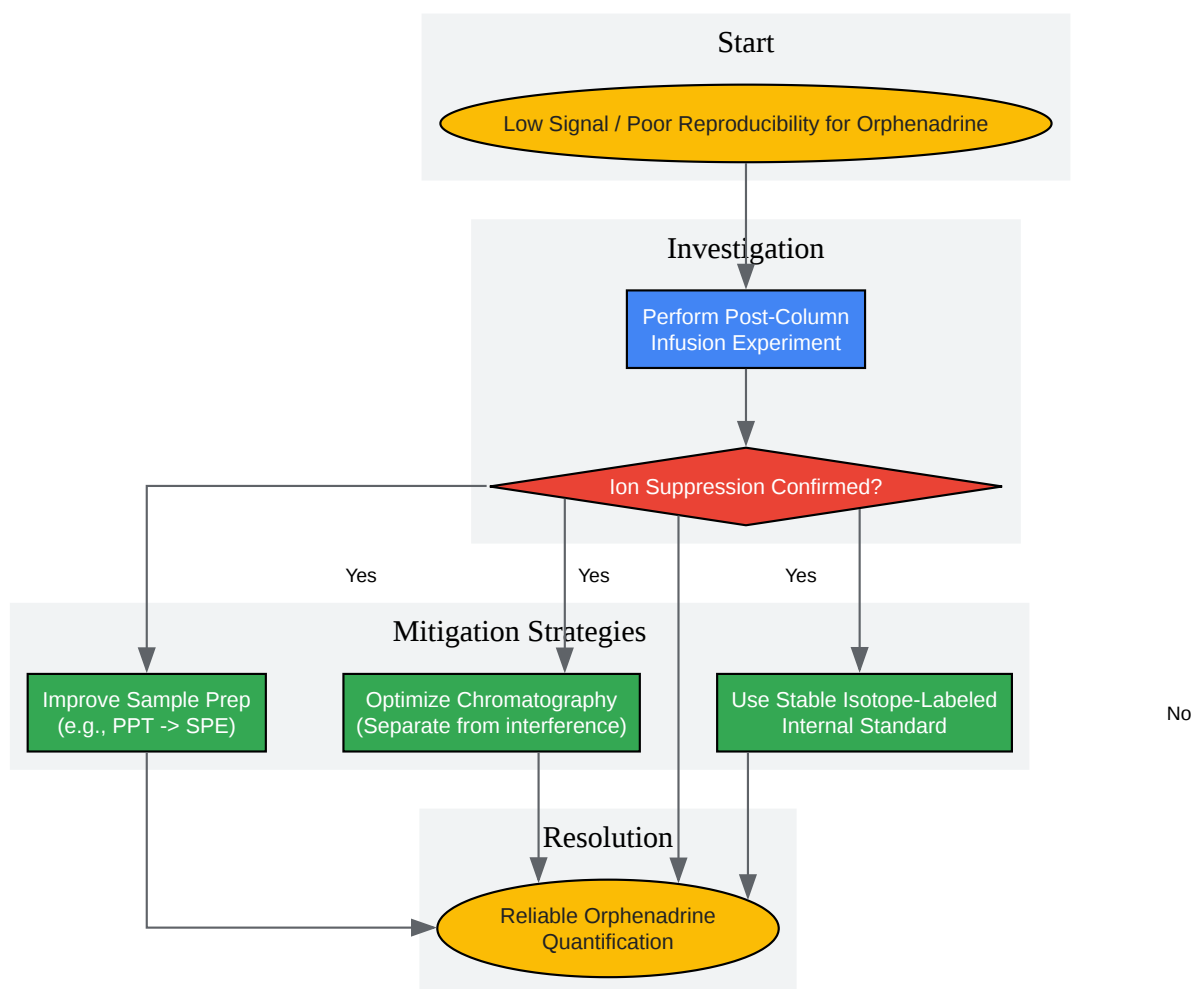 Start
Low Signal / Poor Reproducibility for Orphenadrine
Investigation
Perform Post-Column
Infusion Experiment
Ion Suppression Confirmed?
Yes
Yes
Yes
Mitigation Strategies
Improve Sample Prep
(e.g., PPT -> SPE)
Optimize Chromatography
(Separate from interference)
Use Stable Isotope-Labeled
Internal Standard
No
Resolution
Reliable Orphenadrine
Quantification